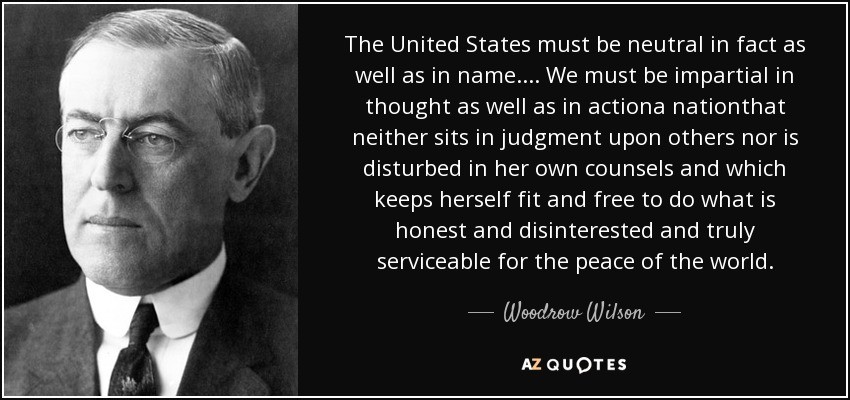 The United States must be neutral in fact as
well as in name.... We must be impartial in
thought as well as in actiona nationthat
neither sits in judgment upon others nor is
disturbed in her own counsels and which
keeps herself fit and free to do what is
honest and disinterested and truly
serviceable for the peace of the world.
Woodrow Wilson
AZ QUOTES